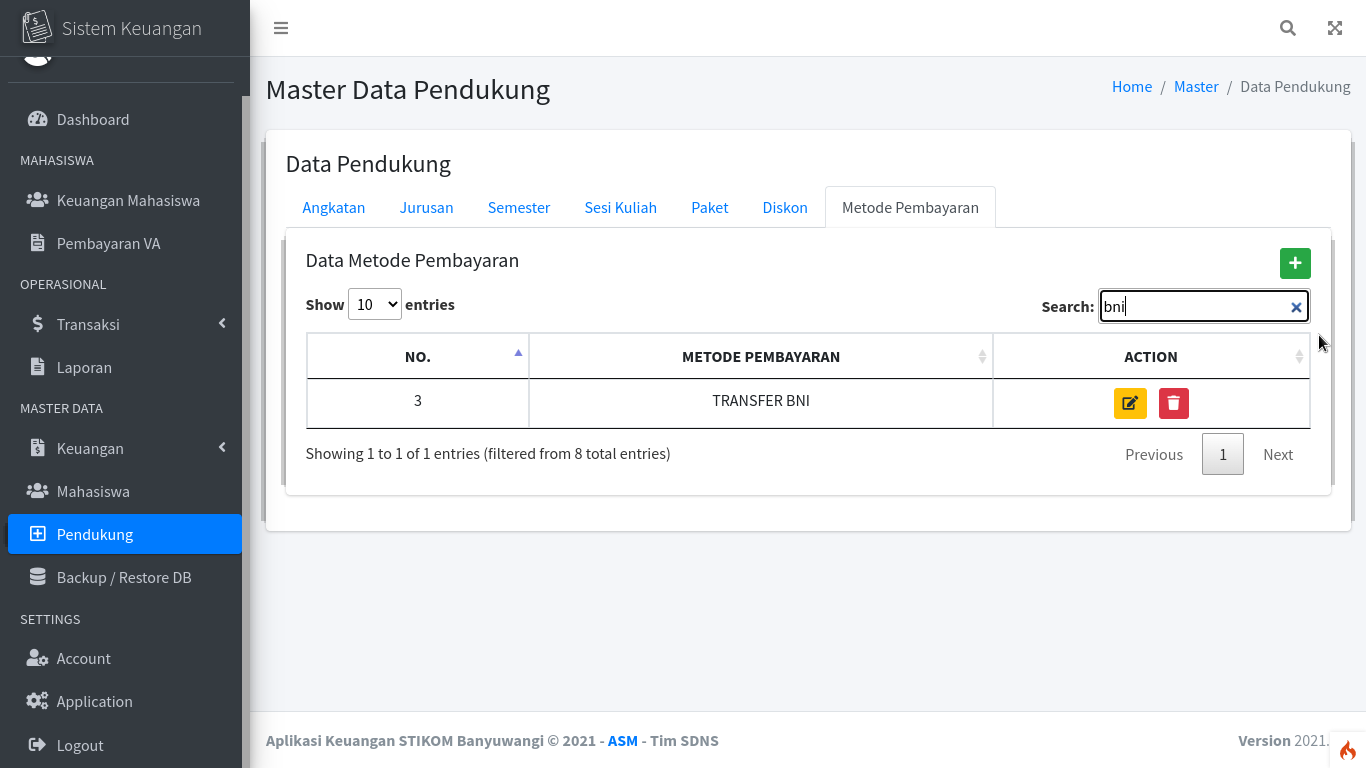 Sistem Keuangan
Dashboard
MAHASISWA
Keuangan Mahasiswa
Pembayaran VA
OPERASIONAL
Transaksi
Laporan
MASTER DATA
Keuangan
Mahasiswa
Pendukung
Backup / Restore DB
SETTINGS
Account
Application
Logout
Master Data Pendukung
Home / Master / Data Pendukung
Data Pendukung
Angkatan Jurusan Semester Sesi Kuliah Paket Diskon Metode Pembayaran
Data Metode Pembayaran
Show 10 entries
Search: bni
NO. METODE PEMBAYARAN ACTION
3 TRANSFER BNI
Showing 1 to 1 of 1 entries (filtered from 8 total entries)
Previous 1 Next
Aplikasi Keuangan STIKOM Banyuwangi © 2021 - ASM - Tim SDNS
Version 2021.